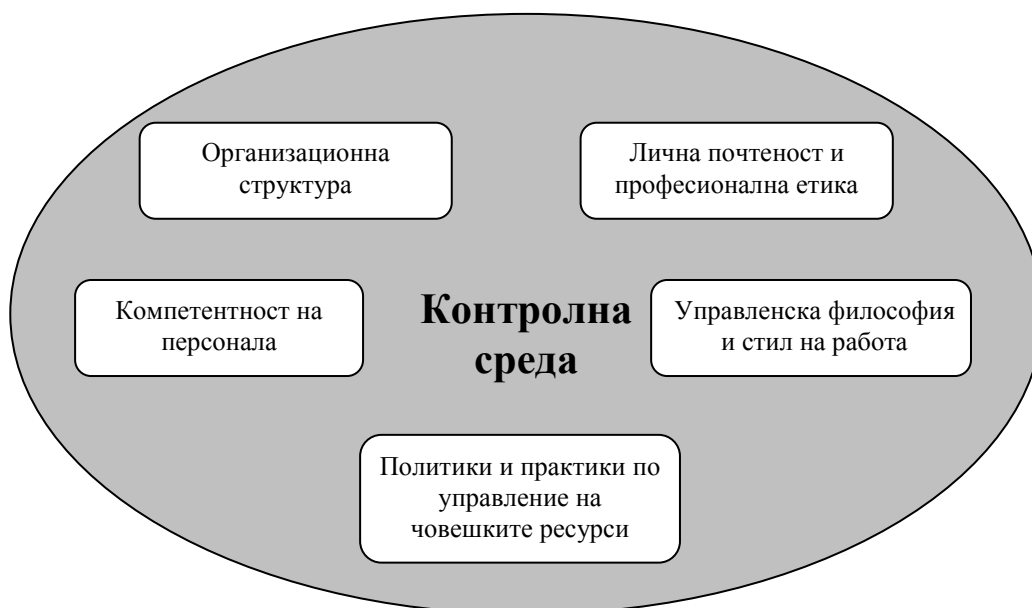 Организационна
структура
Лична почтеност и
професионална етика
Компетентност на
персонала
Контролна
среда
Управленска философия
и стил на работа
Политики и практики по
управление на
човешките ресурси